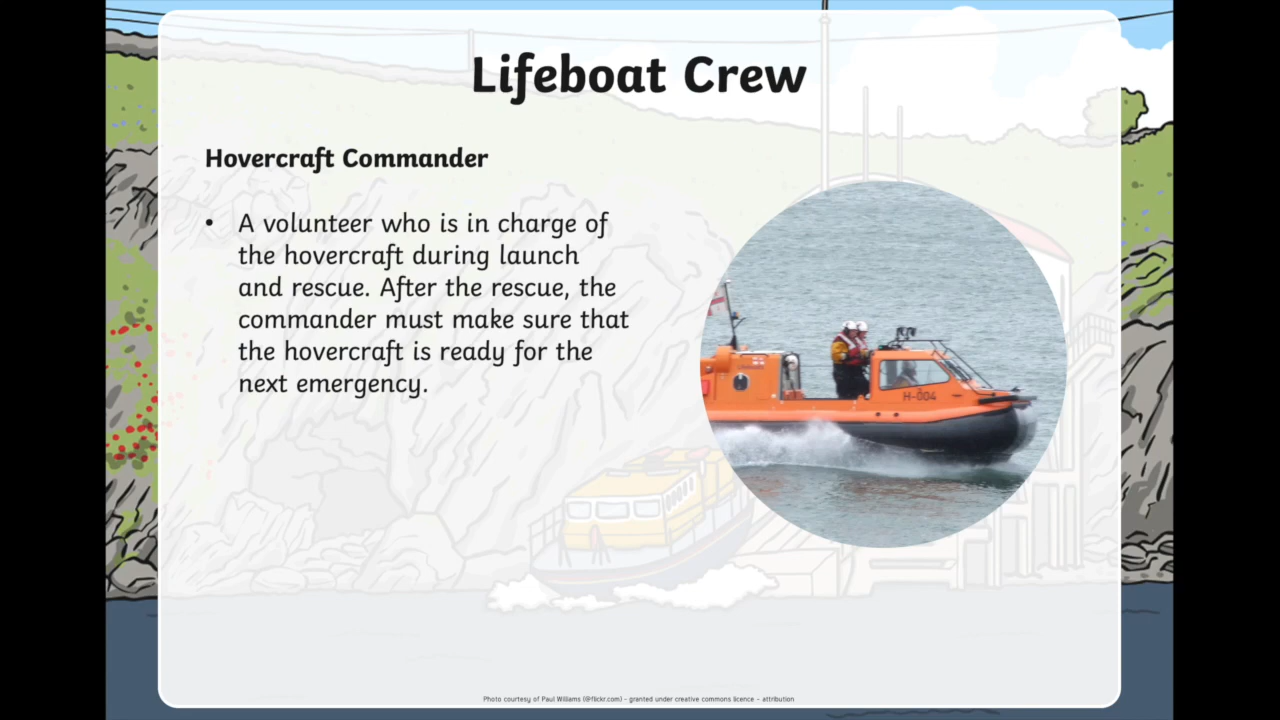 Lifeboat Crew
Hovercraft Commander
• A volunteer who is in charge of
the hovercraft during launch
and rescue. After the rescue, the
commander must make sure that
the hovercraft is ready for the
next emergency.
H-004
Photo courtesy of Paul Williams (@flickr.com) - granted under creative commons licence - attribution